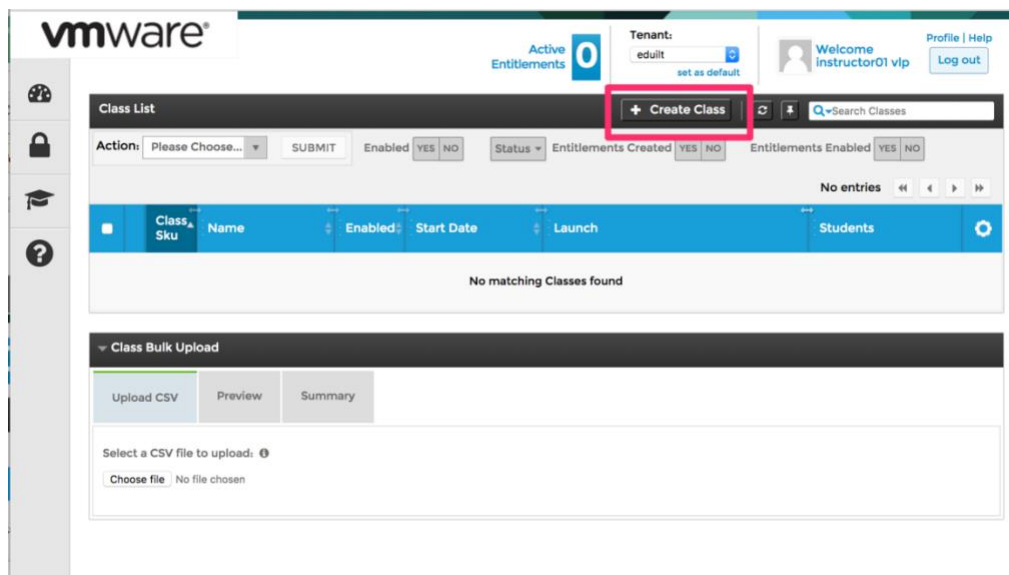 vmware®
Active Entitlements 0
Tenant:
eduilt
set as default
Welcome
instructor01 vlp
Profile | Help
Log out
Class List
+ Create Class
Search Classes
Action: Please Choose... SUBMIT Enabled YES NO Status Entitlements Created YES NO Entitlements Enabled YES NO
No entries
Class Sku Name Enabled Start Date Launch Students
No matching Classes found
Class Bulk Upload
Upload CSV Preview Summary
Select a CSV file to upload:
Choose file No file chosen